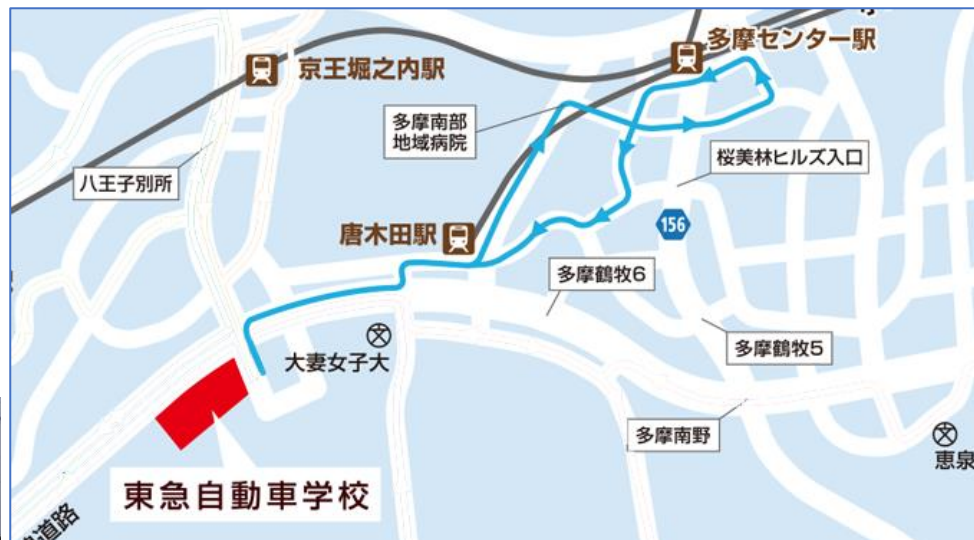 多摩センター駅
京王堀之内駅
多摩南部
地域病院
桜美林ヒルズ入口
八王子別所
156
唐木田駅
多摩鶴牧6
大妻女子大
多摩鶴牧5
多摩南野
恵泉
東急自動車学校
道路